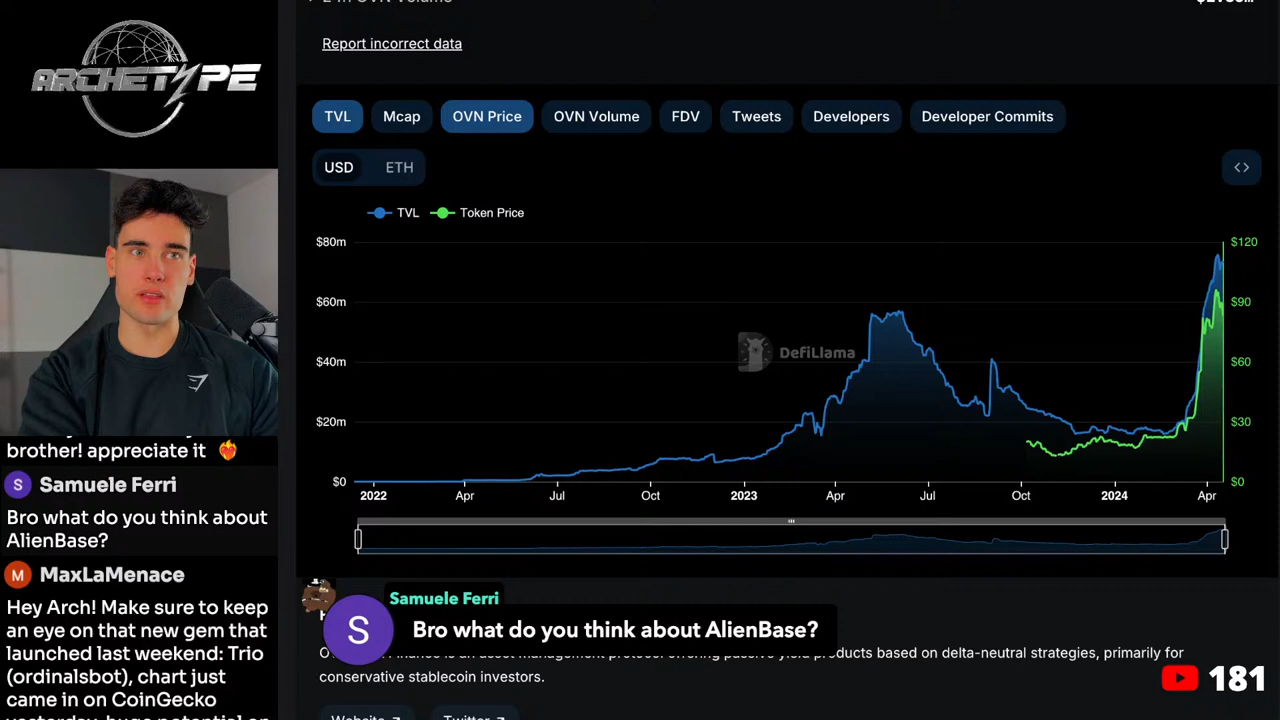 Report incorrect data
TVL
Mcap
OVN Price
OVN Volume
FDV
Tweets
Developers
Developer Commits
USD
ETH
TVL
Token Price
$80m
$60m
$40m
$20m
$0
$120
$90
$60
$30
$0
DefiLlama
2022
Apr
Jul
Oct
2023
Apr
Jul
Oct
2024
Apr
ARCHETYPE
brother! appreciate it
S
Samuele Ferri
Bro what do you think about
AlienBase?
M
MaxLaMenace
Hey Arch! Make sure to keep
an eye on that new gem that
launched last weekend: Trio
(ordinalsbot), chart just
came in on CoinGecko
Samuele Ferri
S
Bro what do you think about AlienBase?
is an asset management protocol offering passive yield products based on delta-neutral strategies, primarily for
conservative stablecoin investors.
Website
Twitter
181